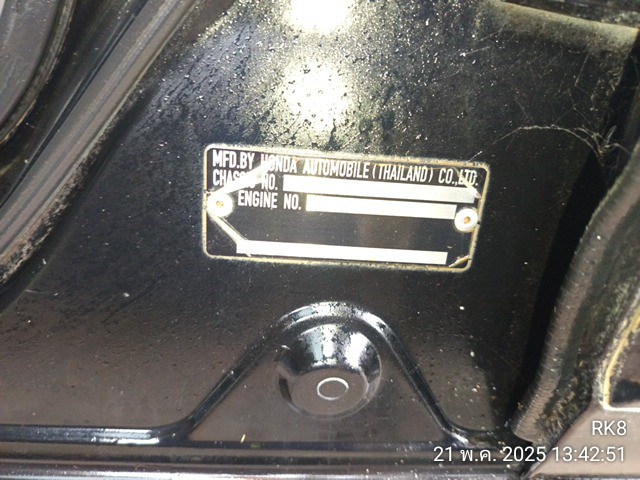 MFD.BY HONDA AUTOMOBILE (THAILAND) CO.,LTD.
CHASSIS NO.
ENGINE NO.
RK8
21 พ.ค. 2025 13:42:51